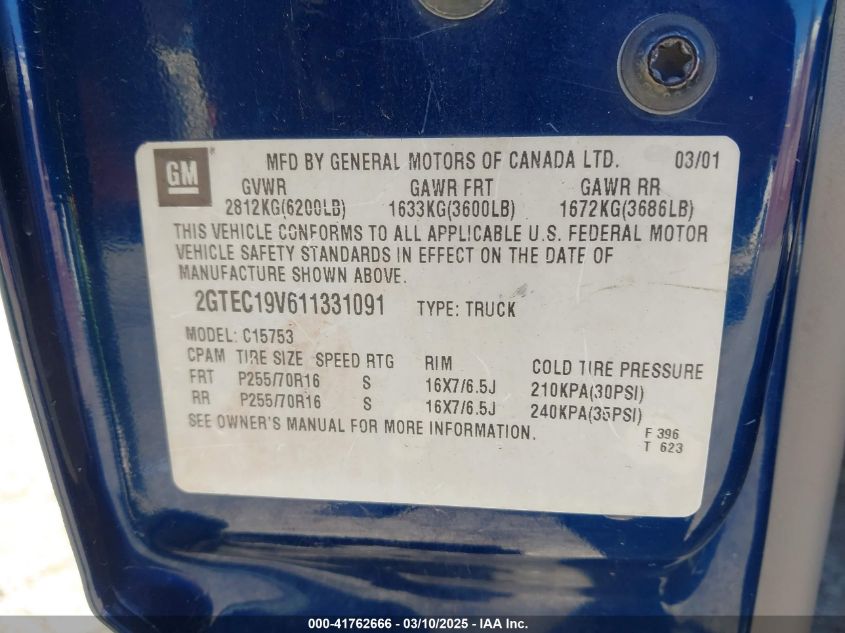 GM MFD BY GENERAL MOTORS OF CANADA LTD. 03/01
GVWR GAWR FRT GAWR RR
2812KG(6200LB) 1633KG(3600LB) 1672KG(3686LB)
THIS VEHICLE CONFORMS TO ALL APPLICABLE U.S. FEDERAL MOTOR
VEHICLE SAFETY STANDARDS IN EFFECT ON THE DATE OF
MANUFACTURE SHOWN ABOVE.
2GTEC19V611331091 TYPE: TRUCK
MODEL: C15753
CPAM TIRE SIZE SPEED RTG RIM COLD TIRE PRESSURE
FRT P255/70R16 S 16X7/6.5J 210KPA(30PSI)
RR P255/70R16 S 16X7/6.5J 240KPA(35PSI)
SEE OWNER'S MANUAL FOR MORE INFORMATION.
F 396
T 623
000-41762666 - 03/10/2025 - IAA Inc.